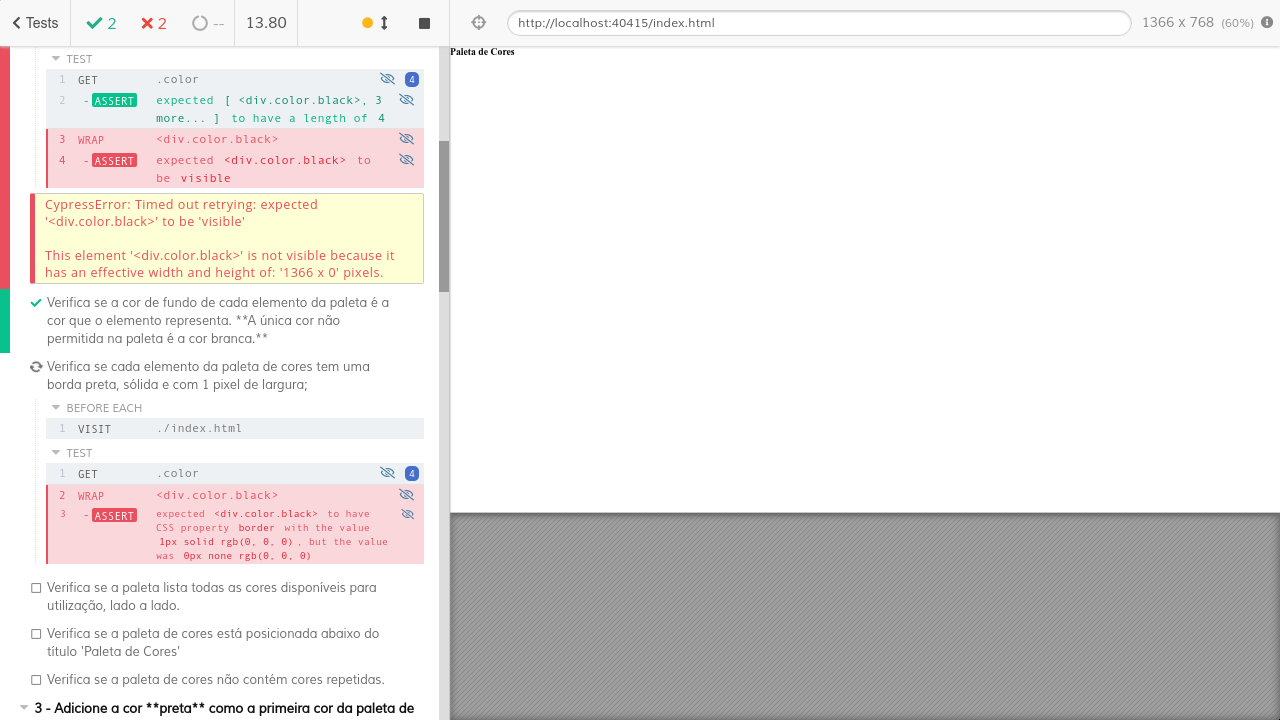 Tests 2 2 -- 13.80
http://localhost:40415/index.html 1366 x 768 (60%)
Paleta de Cores
TEST
1 GET .color 4
2 - ASSERT expected [ <div.color.black>, 3
more... ] to have a length of 4
3 WRAP <div.color.black>
4 - ASSERT expected <div.color.black> to
be visible
CypressError: Timed out retrying: expected
'<div.color.black>' to be 'visible'
This element '<div.color.black>' is not visible because it
has an effective width and height of: '1366 x 0' pixels.
Verifica se a cor de fundo de cada elemento da paleta é a
cor que o elemento representa. **A única cor não
permitida na paleta é a cor branca.**
Verifica se cada elemento da paleta de cores tem uma
borda preta, sólida e com 1 pixel de largura;
BEFORE EACH
1 VISIT ./index.html
TEST
1 GET .color 4
2 WRAP <div.color.black>
3 - ASSERT expected <div.color.black> to have
CSS property border with the value
1px solid rgb(0, 0, 0), but the value
was 0px none rgb(0, 0, 0)
Verifica se a paleta lista todas as cores disponíveis para
utilização, lado a lado.
Verifica se a paleta de cores está posicionada abaixo do
título 'Paleta de Cores'
Verifica se a paleta de cores não contém cores repetidas.
3 - Adicione a cor **preta** como a primeira cor da paleta de